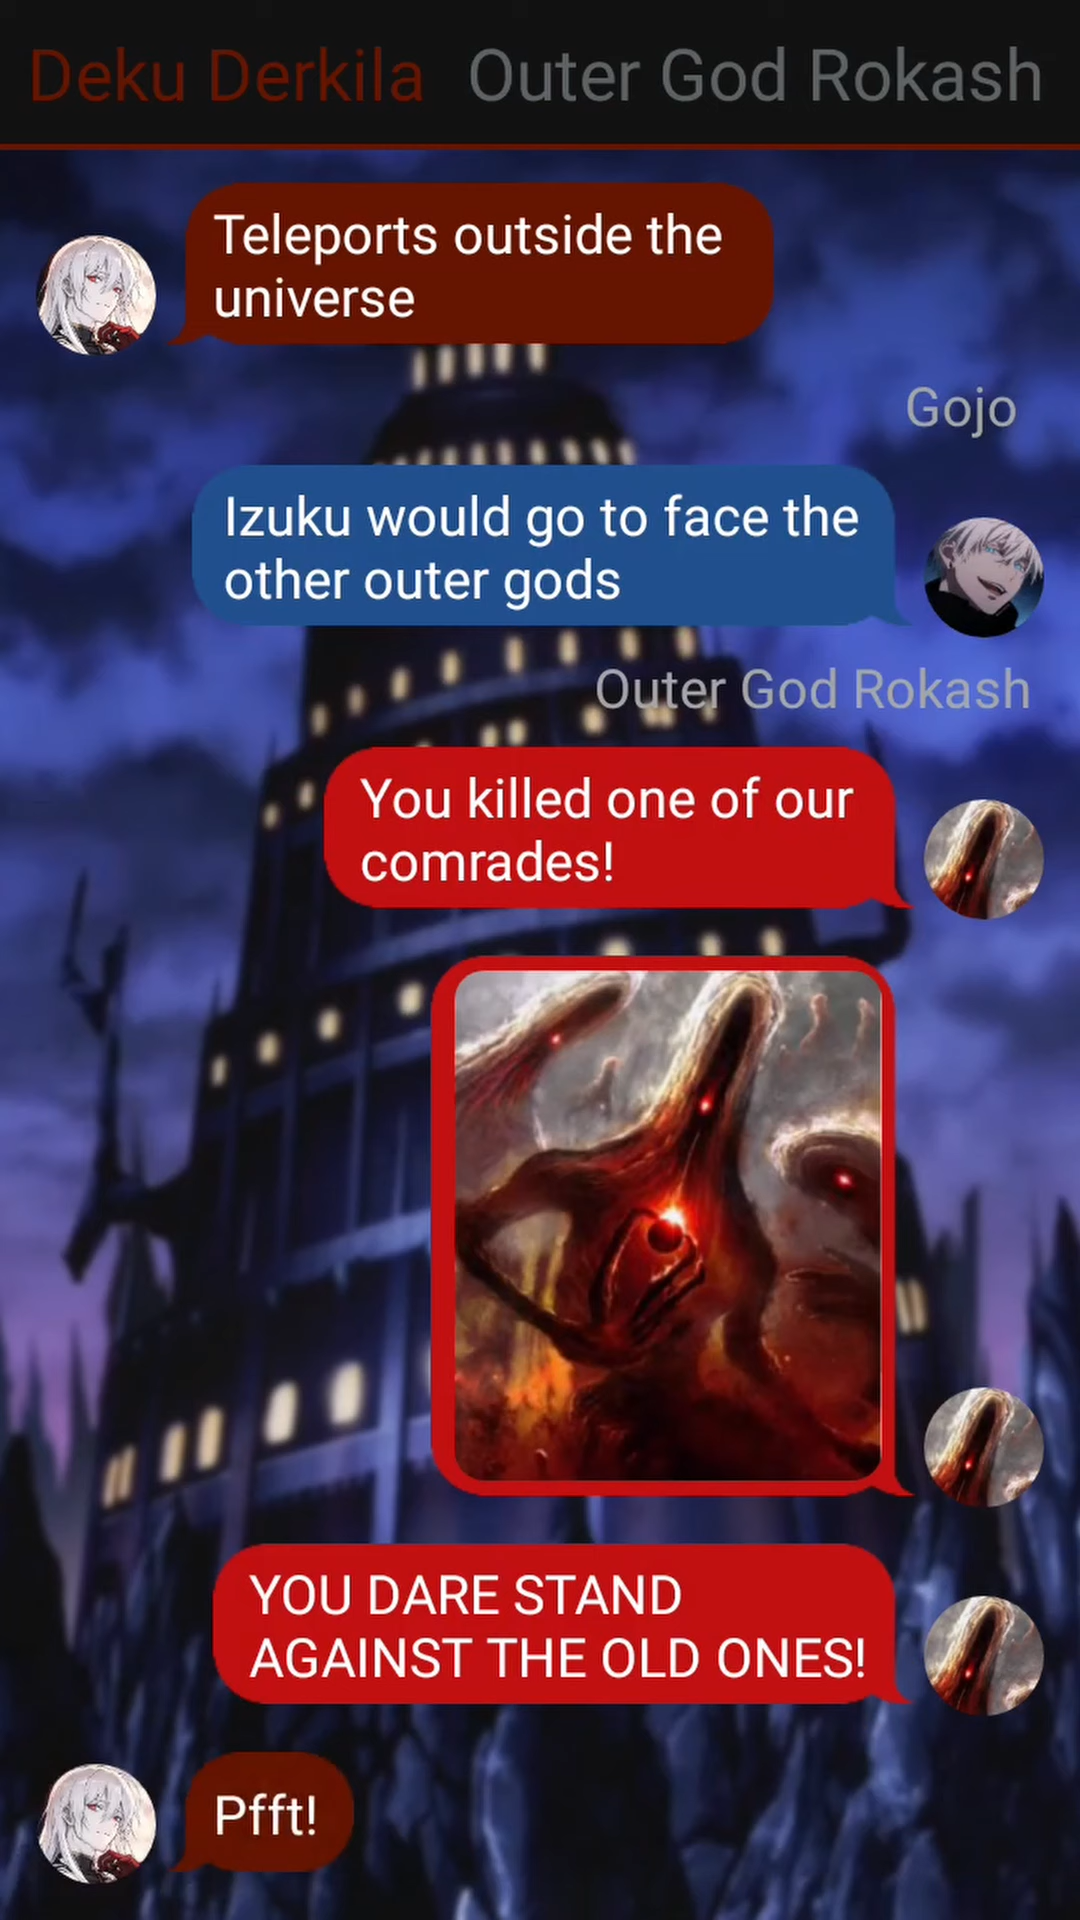 Deku Derkila Outer God Rokash
Teleports outside the
universe
Gojo
Izuku would go to face the
other outer gods
Outer God Rokash
You killed one of our
comrades!
YOU DARE STAND
AGAINST THE OLD ONES!
Pfft!